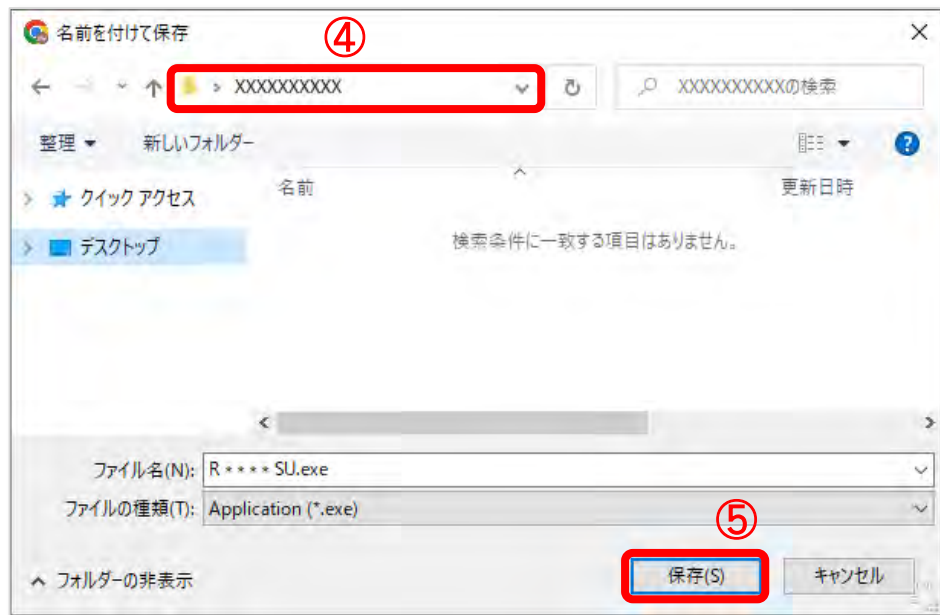 名前を付けて保存
④
XXXXXXXXXX
XXXXXXXXXXの検索
整理 新しいフォルダー
名前 更新日時
クイック アクセス
デスクトップ
検索条件に一致する項目はありません。
ファイル名(N): R * * * * SU.exe
ファイルの種類(T): Application (*.exe)
⑤
フォルダーの非表示 保存(S) キャンセル